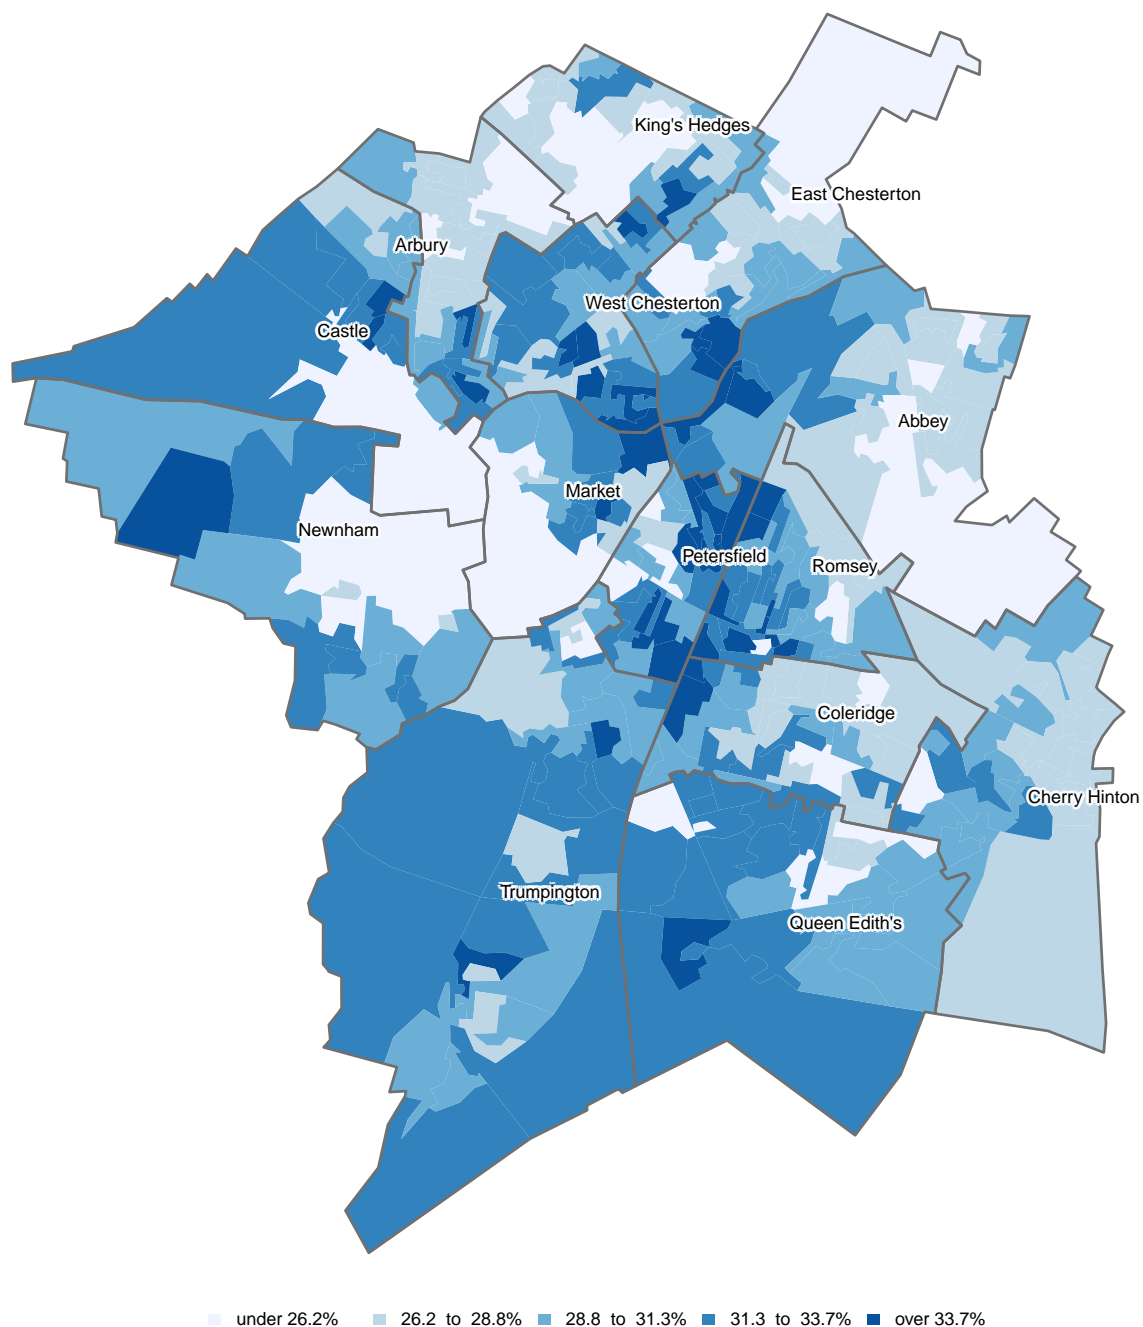 King's Hedges
East Chesterton
Arbury
West Chesterton
Castle
Abbey
Market
Newnham
Petersfield
Romsey
Coleridge
Cherry Hinton
Trumpington
Queen Edith's
under 26.2% 26.2 to 28.8% 28.8 to 31.3% 31.3 to 33.7% over 33.7%